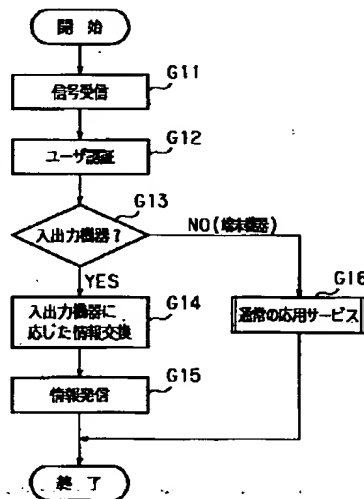 開 始
G11
信号受信
G12
ユーザ認証
G13
入出力機器？
NO(端末機器)
YES
G14
入出力機器に
応じた情報交換
G16
通常の応用サービス
G15
情報発信
終 了